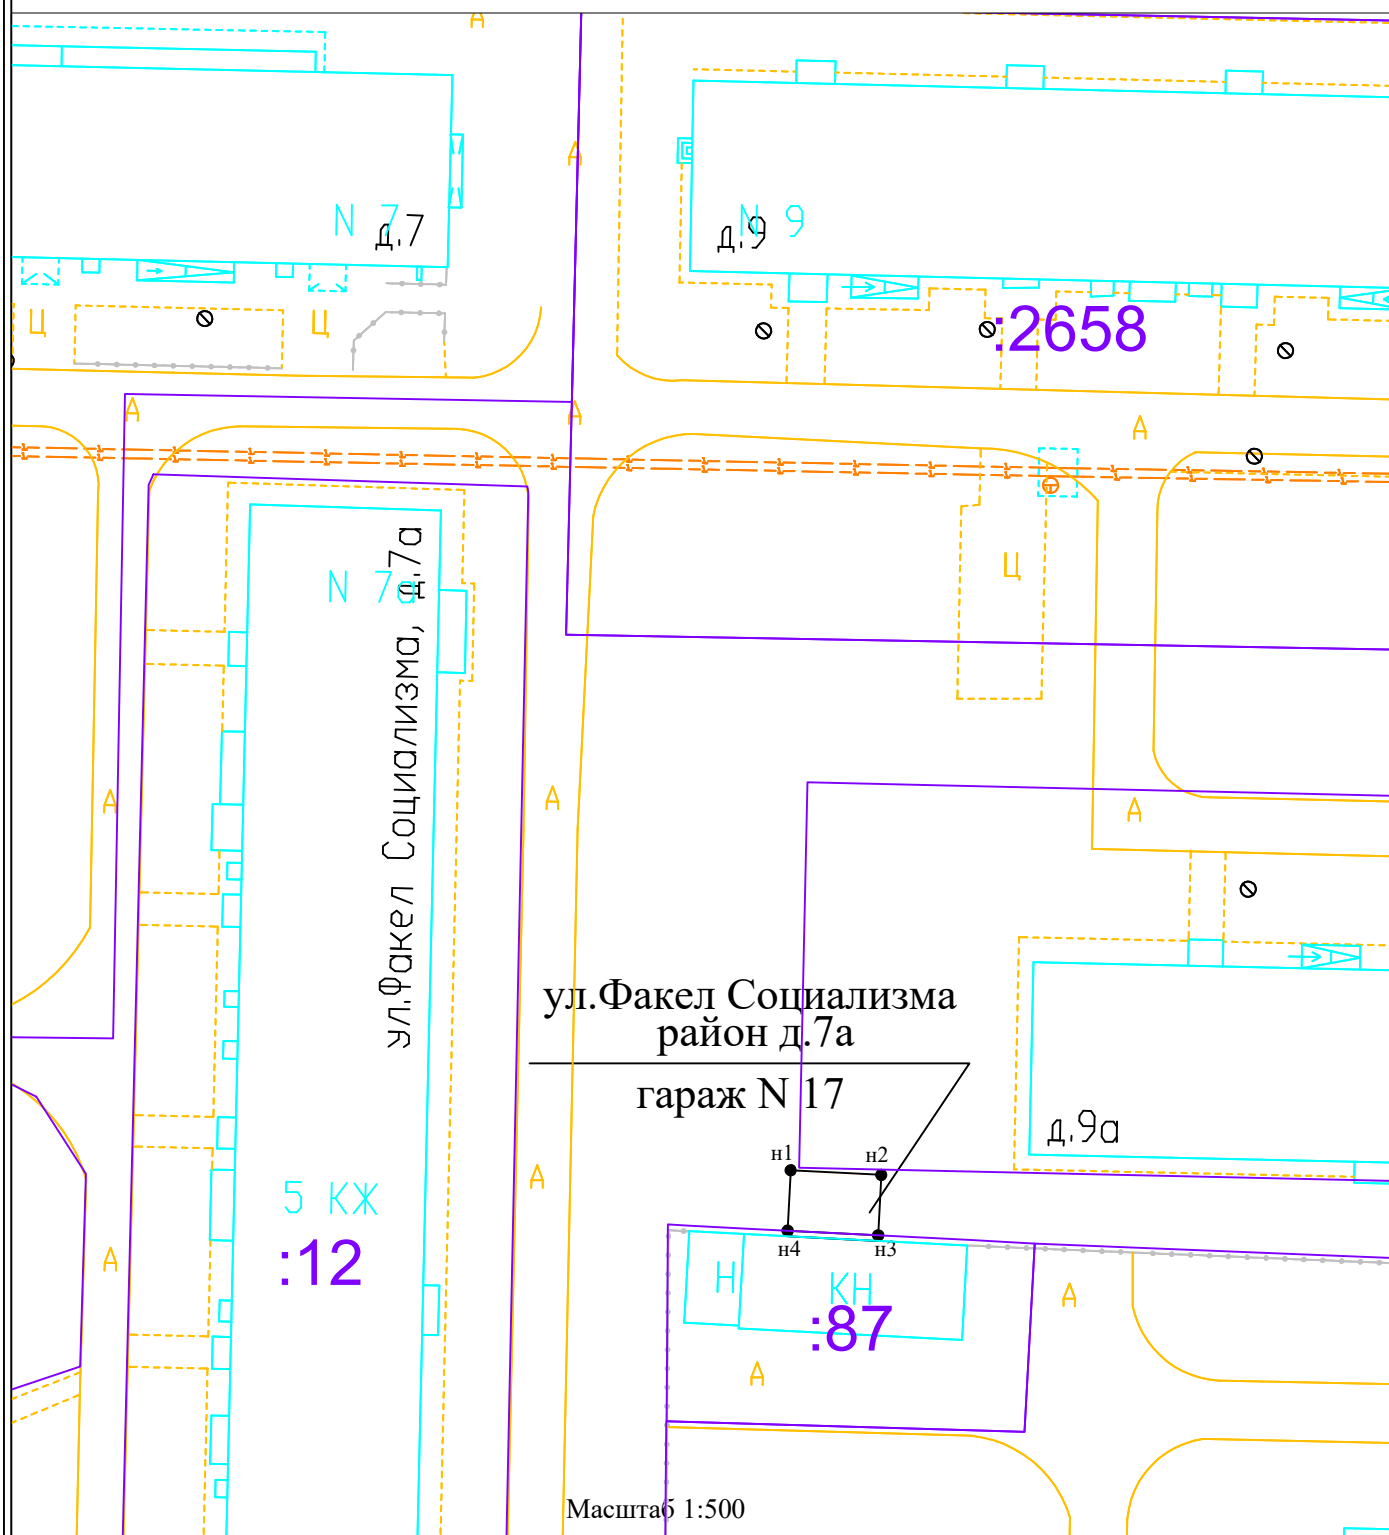 А
А
N 7
д.7
N 9
д.9
:2658
Ц
Ц
А
А
А
Ц
N 7а
ул.Факел Социализма, д.7а
А
А
А
ул.Факел Социализма
район д.7а
гараж N 17
д.9а
н1
н2
А
5 КЖ
:12
А
н4
н3
Н
КН
:87
А
А
Масштаб 1:500